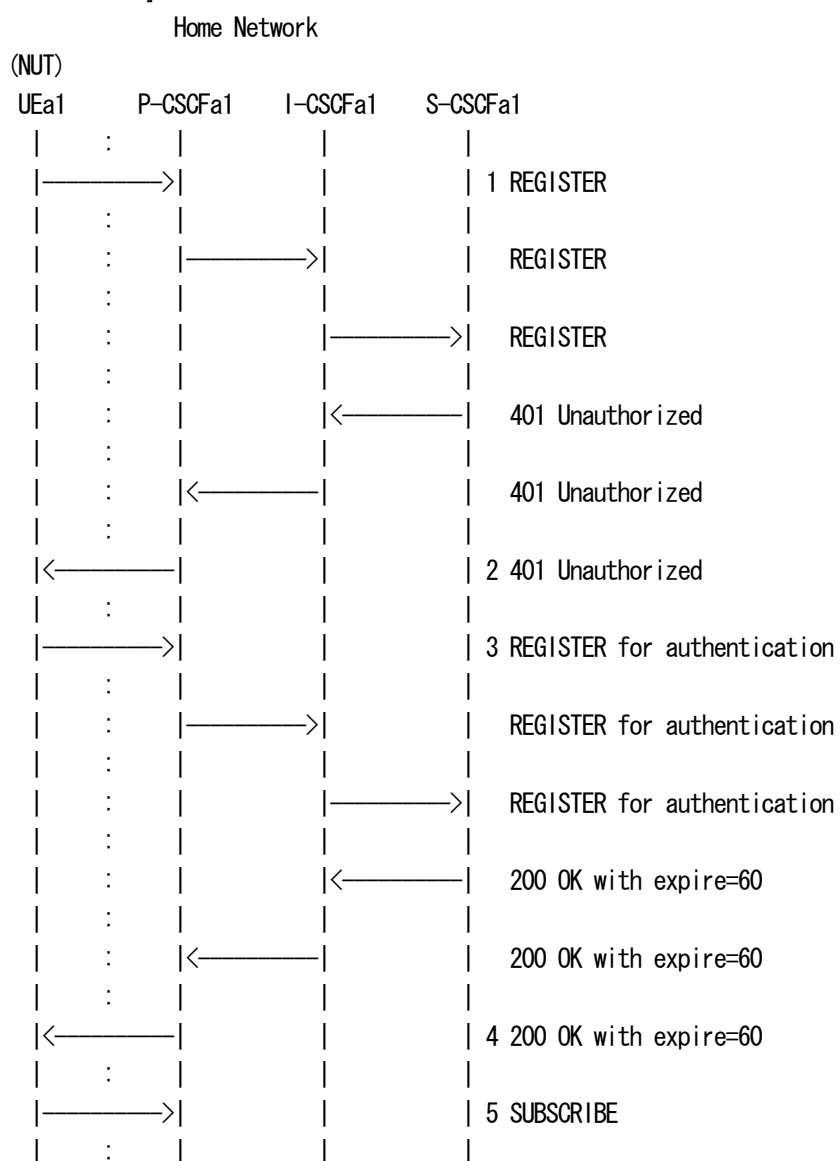 Home Network
(NUT)
UEa1 P-CSCFa1 I-CSCFa1 S-CSCFa1
| : | | |
|----------->| | | 1 REGISTER
| : | | |
| : |----------->| | REGISTER
| : | | |
| : | |----------->| REGISTER
| : | | |
| : | |<-----------| 401 Unauthorized
| : | | |
| : |<-----------| | 401 Unauthorized
| : | | |
|<-----------| | | 2 401 Unauthorized
| : | | |
|----------->| | | 3 REGISTER for authentication
| : | | |
| : |----------->| | REGISTER for authentication
| : | | |
| : | |----------->| REGISTER for authentication
| : | | |
| : | |<-----------| 200 OK with expire=60
| : | | |
| : |<-----------| | 200 OK with expire=60
| : | | |
|<-----------| | | 4 200 OK with expire=60
| : | | |
|----------->| | | 5 SUBSCRIBE
| : | | |